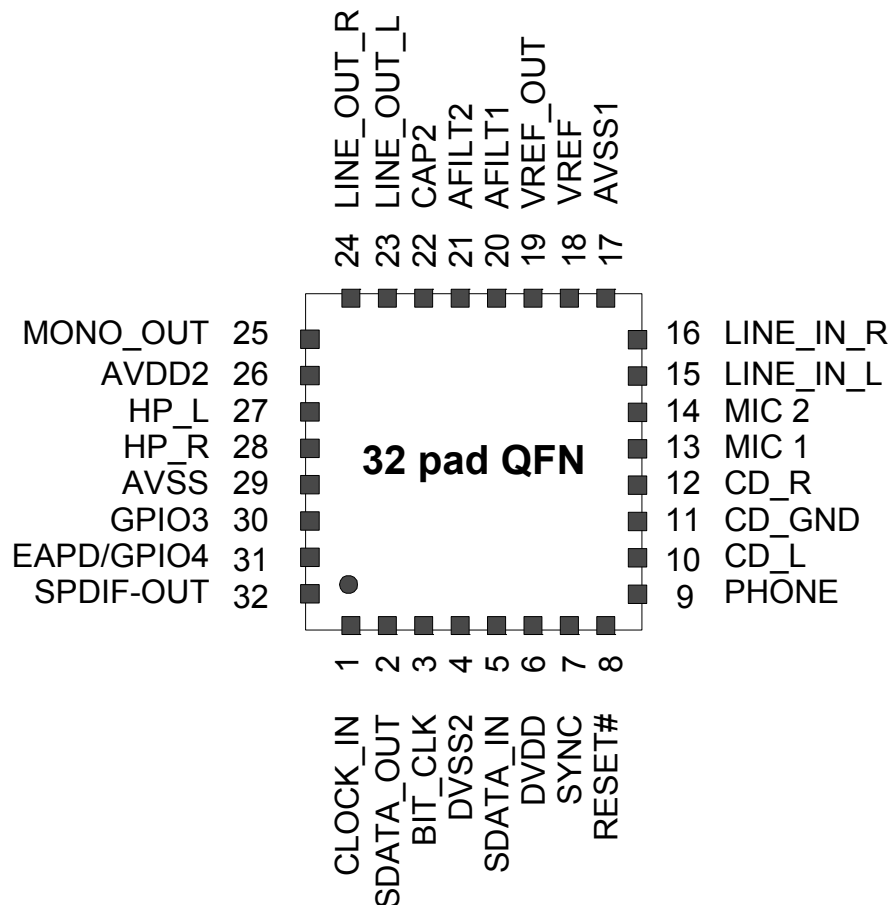 LINE_OUT_R
LINE_OUT_L
CAP2
AFILT2
AFILT1
VREF_OUT
VREF
AVSS1
24 23 22 21 20 19 18 17
MONO_OUT 25
AVDD2 26
HP_L 27
HP_R 28
AVSS 29
GPIO3 30
EAPD/GPIO4 31
SPDIF-OUT 32
32 pad QFN
16 LINE_IN_R
15 LINE_IN_L
14 MIC 2
13 MIC 1
12 CD_R
11 CD_GND
10 CD_L
9 PHONE
1 2 3 4 5 6 7 8
CLOCK_IN
SDATA_OUT
BIT_CLK
DVSS2
SDATA_IN
DVDD
SYNC
RESET#